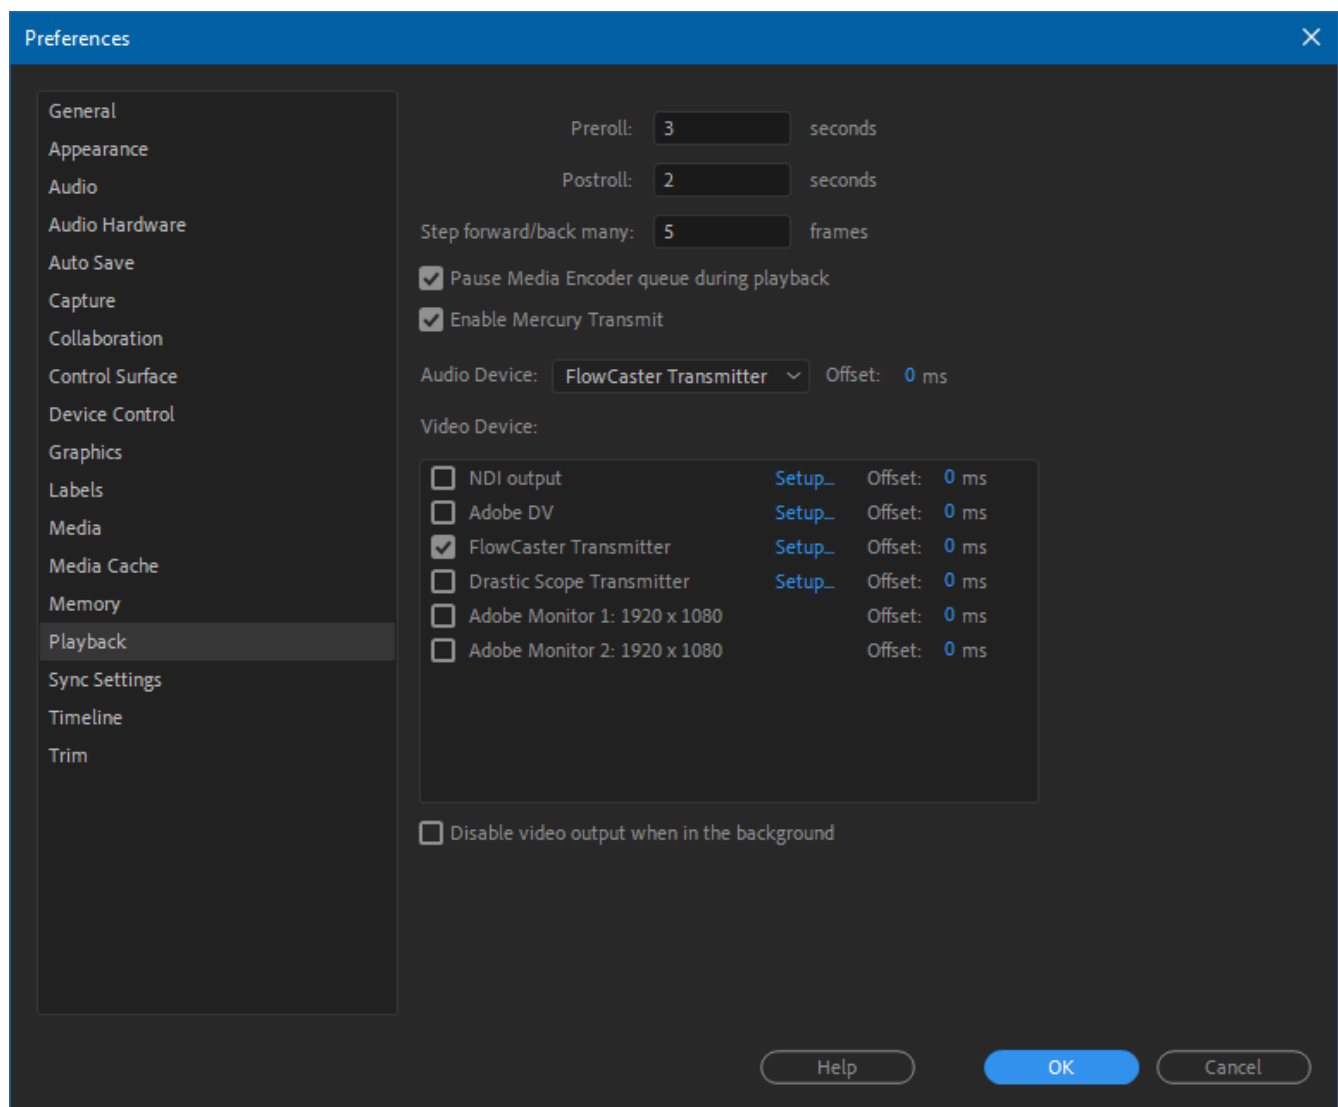 Preferences
General
Appearance
Audio
Audio Hardware
Auto Save
Capture
Collaboration
Control Surface
Device Control
Graphics
Labels
Media
Media Cache
Memory
Playback
Sync Settings
Timeline
Trim
Preroll: 3 seconds
Postroll: 2 seconds
Step forward/back many: 5 frames
Pause Media Encoder queue during playback
Enable Mercury Transmit
Audio Device: FlowCaster Transmitter Offset: 0 ms
Video Device:
NDI output Setup... Offset: 0 ms
Adobe DV Setup... Offset: 0 ms
FlowCaster Transmitter Setup... Offset: 0 ms
Drastic Scope Transmitter Setup... Offset: 0 ms
Adobe Monitor 1: 1920 x 1080 Offset: 0 ms
Adobe Monitor 2: 1920 x 1080 Offset: 0 ms
Disable video output when in the background
Help OK Cancel